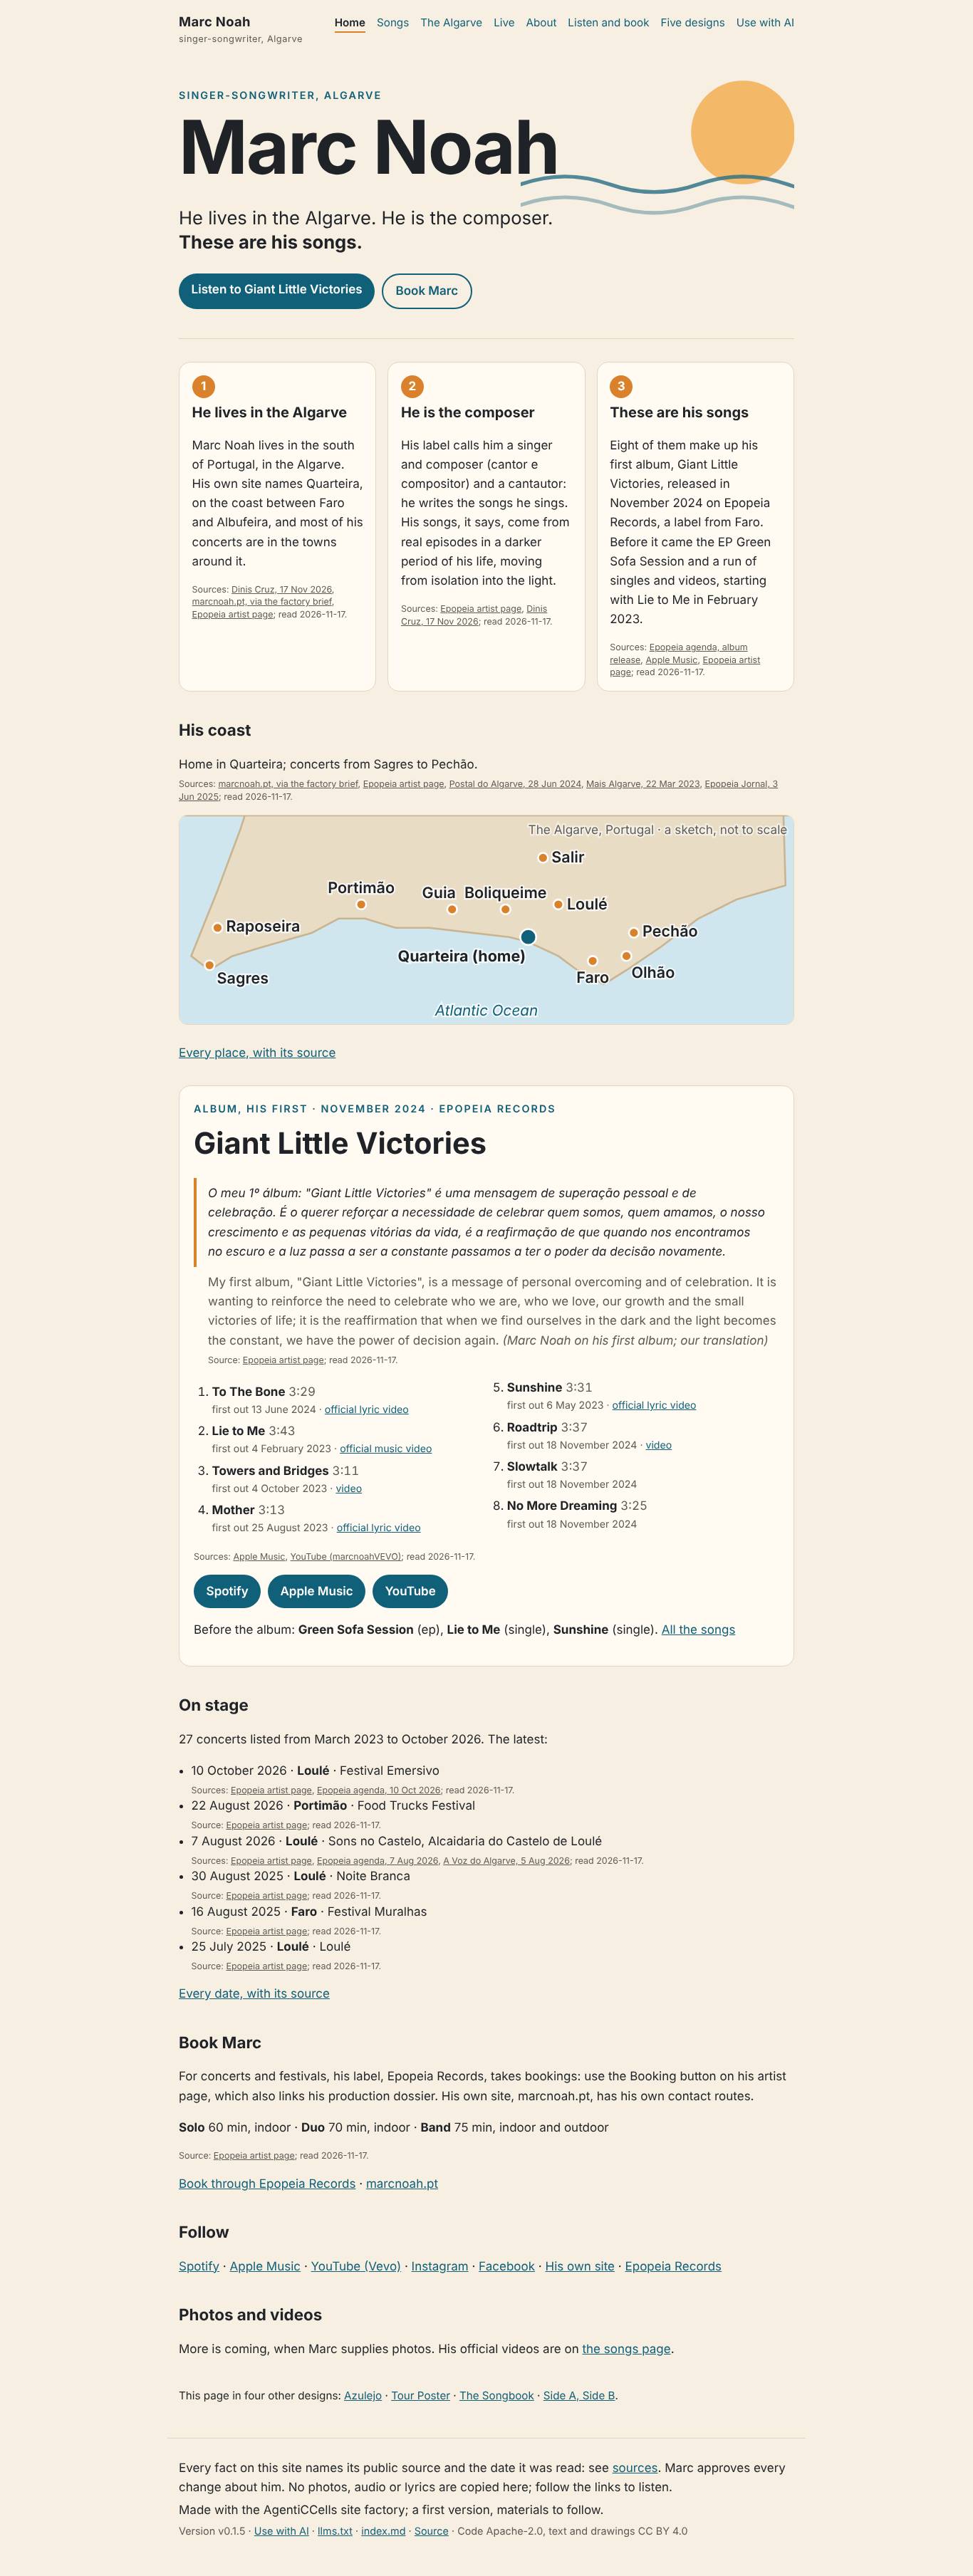 Marc Noah
singer-songwriter, Algarve
Home Songs The Algarve Live About Listen and book Five designs Use with AI
SINGER-SONGWRITER, ALGARVE
Marc Noah
He lives in the Algarve. He is the composer.
These are his songs.
Listen to Giant Little Victories
Book Marc
1
He lives in the Algarve
Marc Noah lives in the south
of Portugal, in the Algarve.
His own site names Quarteira,
on the coast between Faro
and Albufeira, and most of his
concerts are in the towns
around it.
Sources: Dinis Cruz, 17 Nov 2026,
marcnoah.pt, via the factory brief,
Epopeia artist page; read 2026-11-17.
2
He is the composer
His label calls him a singer
and composer (cantor e
compositor) and a cantautor:
he writes the songs he sings.
His songs, it says, come from
real episodes in a darker
period of his life, moving
from isolation into the light.
Sources: Epopeia artist page, Dinis
Cruz, 17 Nov 2026; read 2026-11-17.
3
These are his songs
Eight of them make up his
first album, Giant Little
Victories, released in
November 2024 on Epopeia
Records, a label from Faro.
Before it came the EP Green
Sofa Session and a run of
singles and videos, starting
with Lie to Me in February
2023.
Sources: Epopeia agenda, album
release, Apple Music, Epopeia artist
page; read 2026-11-17.
His coast
Home in Quarteira; concerts from Sagres to Pechão.
Sources: marcnoah.pt, via the factory brief, Epopeia artist page, Postal do Algarve, 28 Jun 2024, Mais Algarve, 22 Mar 2023, Epopeia Jornal, 3
Jun 2025; read 2026-11-17.
The Algarve, Portugal · a sketch, not to scale
Salir
Portimão
Guia
Boliqueime
Loulé
Raposeira
Pechão
Quarteira (home)
Sagres
Faro
Olhão
Atlantic Ocean
Every place, with its source
ALBUM, HIS FIRST · NOVEMBER 2024 · EPOPEIA RECORDS
Giant Little Victories
O meu 1º álbum: "Giant Little Victories" é uma mensagem de superação pessoal e de
celebração. É o querer reforçar a necessidade de celebrar quem somos, quem amamos, o nosso
crescimento e as pequenas vitórias da vida, é a reafirmação de que quando nos encontramos
no escuro e a luz passa a ser a constante passamos a ter o poder da decisão novamente.
My first album, "Giant Little Victories", is a message of personal overcoming and of celebration. It is
wanting to reinforce the need to celebrate who we are, who we love, our growth and the small
victories of life; it is the reaffirmation that when we find ourselves in the dark and the light becomes
the constant, we have the power of decision again. (Marc Noah on his first album; our translation)
Source: Epopeia artist page; read 2026-11-17.
1. To The Bone 3:29
first out 13 June 2024 · official lyric video
2. Lie to Me 3:43
first out 4 February 2023 · official music video
3. Towers and Bridges 3:11
first out 4 October 2023 · video
4. Mother 3:13
first out 25 August 2023 · official lyric video
5. Sunshine 3:31
first out 6 May 2023 · official lyric video
6. Roadtrip 3:37
first out 18 November 2024 · video
7. Slowtalk 3:37
first out 18 November 2024
8. No More Dreaming 3:25
first out 18 November 2024
Sources: Apple Music, YouTube (marcnoahVEVO); read 2026-11-17.
Spotify
Apple Music
YouTube
Before the album: Green Sofa Session (ep), Lie to Me (single), Sunshine (single). All the songs
On stage
27 concerts listed from March 2023 to October 2026. The latest:
• 10 October 2026 · Loulé · Festival Emersivo
Sources: Epopeia artist page, Epopeia agenda, 10 Oct 2026; read 2026-11-17.
• 22 August 2026 · Portimão · Food Trucks Festival
Source: Epopeia artist page; read 2026-11-17.
• 7 August 2026 · Loulé · Sons no Castelo, Alcaidaria do Castelo de Loulé
Sources: Epopeia artist page, Epopeia agenda, 7 Aug 2026, A Voz do Algarve, 5 Aug 2026; read 2026-11-17.
• 30 August 2025 · Loulé · Noite Branca
Source: Epopeia artist page; read 2026-11-17.
• 16 August 2025 · Faro · Festival Muralhas
Source: Epopeia artist page; read 2026-11-17.
• 25 July 2025 · Loulé · Loulé
Source: Epopeia artist page; read 2026-11-17.
Every date, with its source
Book Marc
For concerts and festivals, his label, Epopeia Records, takes bookings: use the Booking button on his artist
page, which also links his production dossier. His own site, marcnoah.pt, has his own contact routes.
Solo 60 min, indoor · Duo 70 min, indoor · Band 75 min, indoor and outdoor
Source: Epopeia artist page; read 2026-11-17.
Book through Epopeia Records · marcnoah.pt
Follow
Spotify · Apple Music · YouTube (Vevo) · Instagram · Facebook · His own site · Epopeia Records
Photos and videos
More is coming, when Marc supplies photos. His official videos are on the songs page.
This page in four other designs: Azulejo · Tour Poster · The Songbook · Side A, Side B.
Every fact on this site names its public source and the date it was read: see sources. Marc approves every
change about him. No photos, audio or lyrics are copied here; follow the links to listen.
Made with the AgentiCCells site factory; a first version, materials to follow.
Version v0.1.5 · Use with AI · llms.txt · index.md · Source · Code Apache-2.0, text and drawings CC BY 4.0